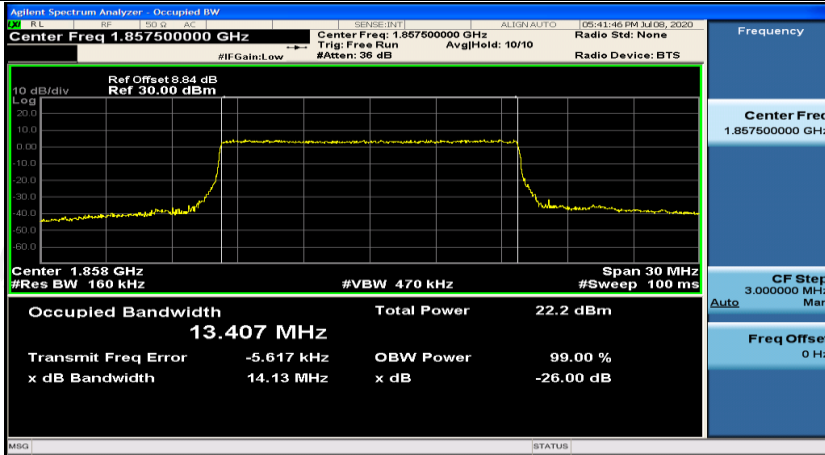 Agilent Spectrum Analyzer - Occupied BW
LXI RL RF 50 Ω AC SENSE:INT ALIGN AUTO 05:41:46 PM Jul 08, 2020
Center Freq 1.857500000 GHz Center Freq: 1.857500000 GHz Radio Std: None
Trig: Free Run Avg|Hold: 10/10
#IFGain:Low #Atten: 36 dB Radio Device: BTS
Ref Offset 8.84 dB
10 dB/div Ref 30.00 dBm
Log
20.0
10.0
0.00
-10.0
-20.0
-30.0
-40.0
-50.0
-60.0
Center 1.858 GHz Span 30 MHz
#Res BW 160 kHz #VBW 470 kHz #Sweep 100 ms
Occupied Bandwidth Total Power 22.2 dBm
13.407 MHz
Transmit Freq Error -5.617 kHz OBW Power 99.00 %
x dB Bandwidth 14.13 MHz x dB -26.00 dB
Frequency
Center Freq
1.857500000 GHz
CF Step
3.000000 MHz
Auto Man
Freq Offset
0 Hz
MSG STATUS